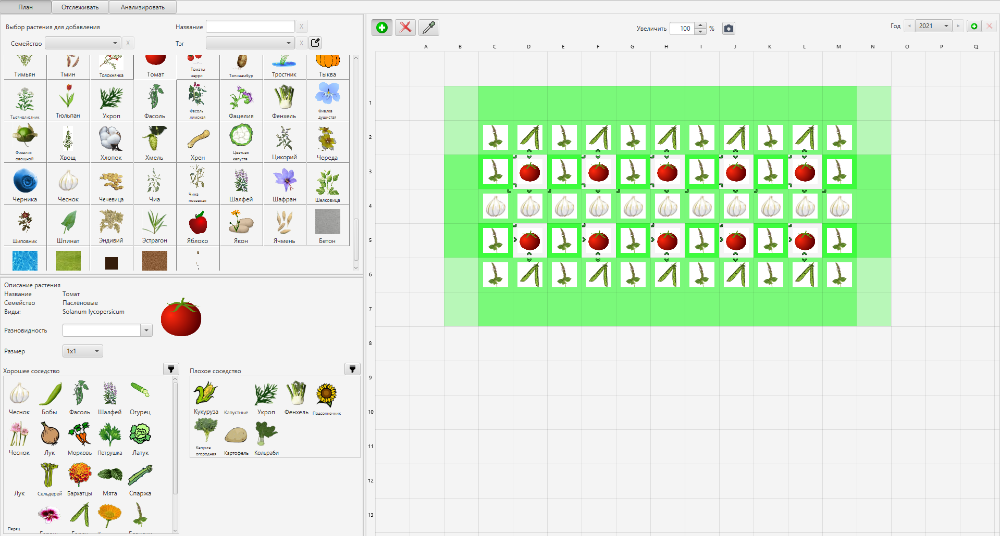 План Отслеживать Анализировать
Выбор растения для добавления Название X
Семейство X Тэг X
Тимьян Тмин Толокнянка Томат Томаты черри Топинамбур Тростник Тыква
Тысячелистник Тюльпан Укроп Фасоль Фасоль лимская Фацелия Фенхель Фиалка душистая
Физалис овощной Хвощ Хлопок Хмель Хрен Цветная капуста Цикорий Череда
Черника Чеснок Чечевица Чиа Чина посевная Шалфей Шафран Шелковица
Шиповник Шпинат Эндивий Эстрагон Яблоко Якон Ячмень Бетон
Описание растения
Название Томат
Семейство Паслёновые
Виды: Solanum lycopersicum
Разновидность
Размер 1x1
Хорошее соседство
Чеснок Бобы Фасоль Шалфей Огурец
Чеснок Лук Морковь Петрушка Латук
Лук Сельдерей Бархатцы Мята Спаржа
Перец
Плохое соседство
Кукуруза Капустные Укроп Фенхель Подсолнечник
Капуста огородная Картофель Кольраби
Увеличить 100 %
Год 2021
A B C D E F G H I J K L M N O P Q
1
2
3
4
5
6
7
8
9
10
11
12
13